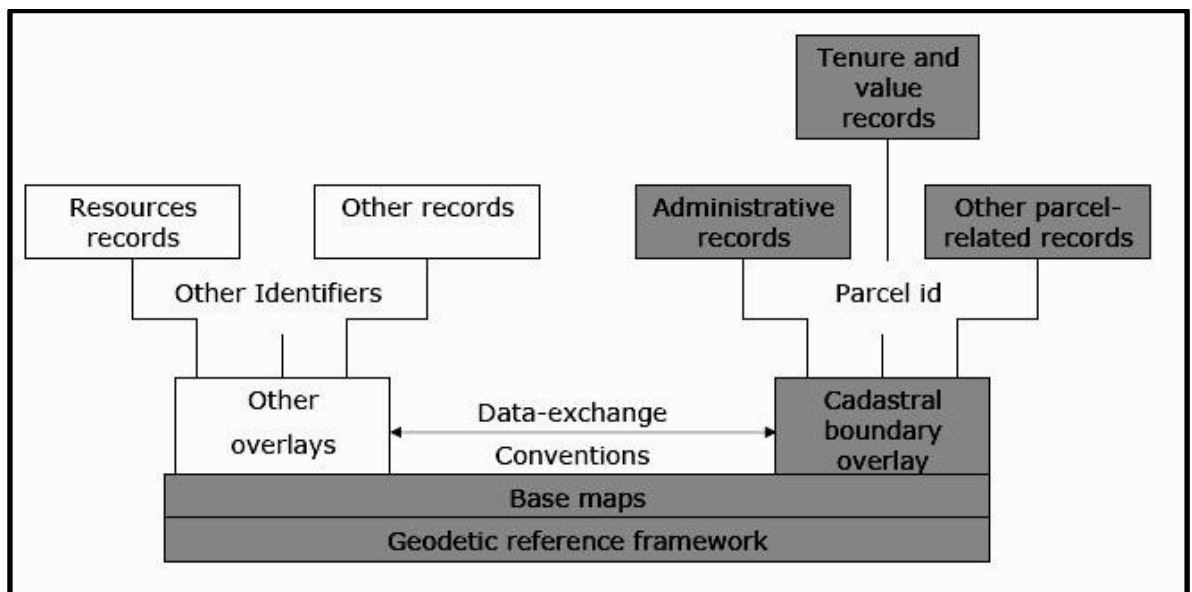 Tenure and
value
records
Resources
records
Other records
Administrative
records
Other parcel-
related records
Other Identifiers
Parcel id
Other
overlays
Data-exchange
Conventions
Cadastral
boundary
overlay
Base maps
Geodetic reference framework